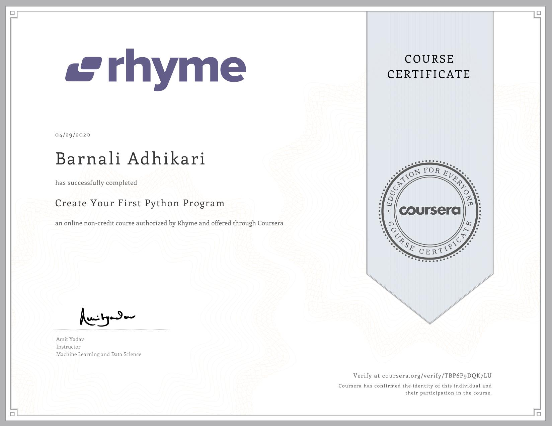 rhyme
COURSE
CERTIFICATE
04/29/2020
Barnali Adhikari
has successfully completed
Create Your First Python Program
an online non-credit course authorized by Rhyme and offered through Coursera
EDUCATION FOR EVERYONE
coursera
COURSE CERTIFICATE
Amit Yadav
Instructor
Machine Learning and Data Science
Verify at coursera.org/verify/
Coursera has confirmed the identity of this individual and
their participation in the course.